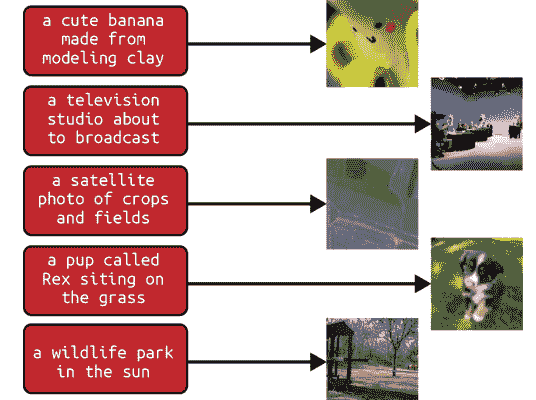 a cute banana
made from
modeling clay
a television
studio about
to broadcast
a satellite
photo of crops
and fields
a pup called
Rex siting on
the grass
a wildlife park
in the sun